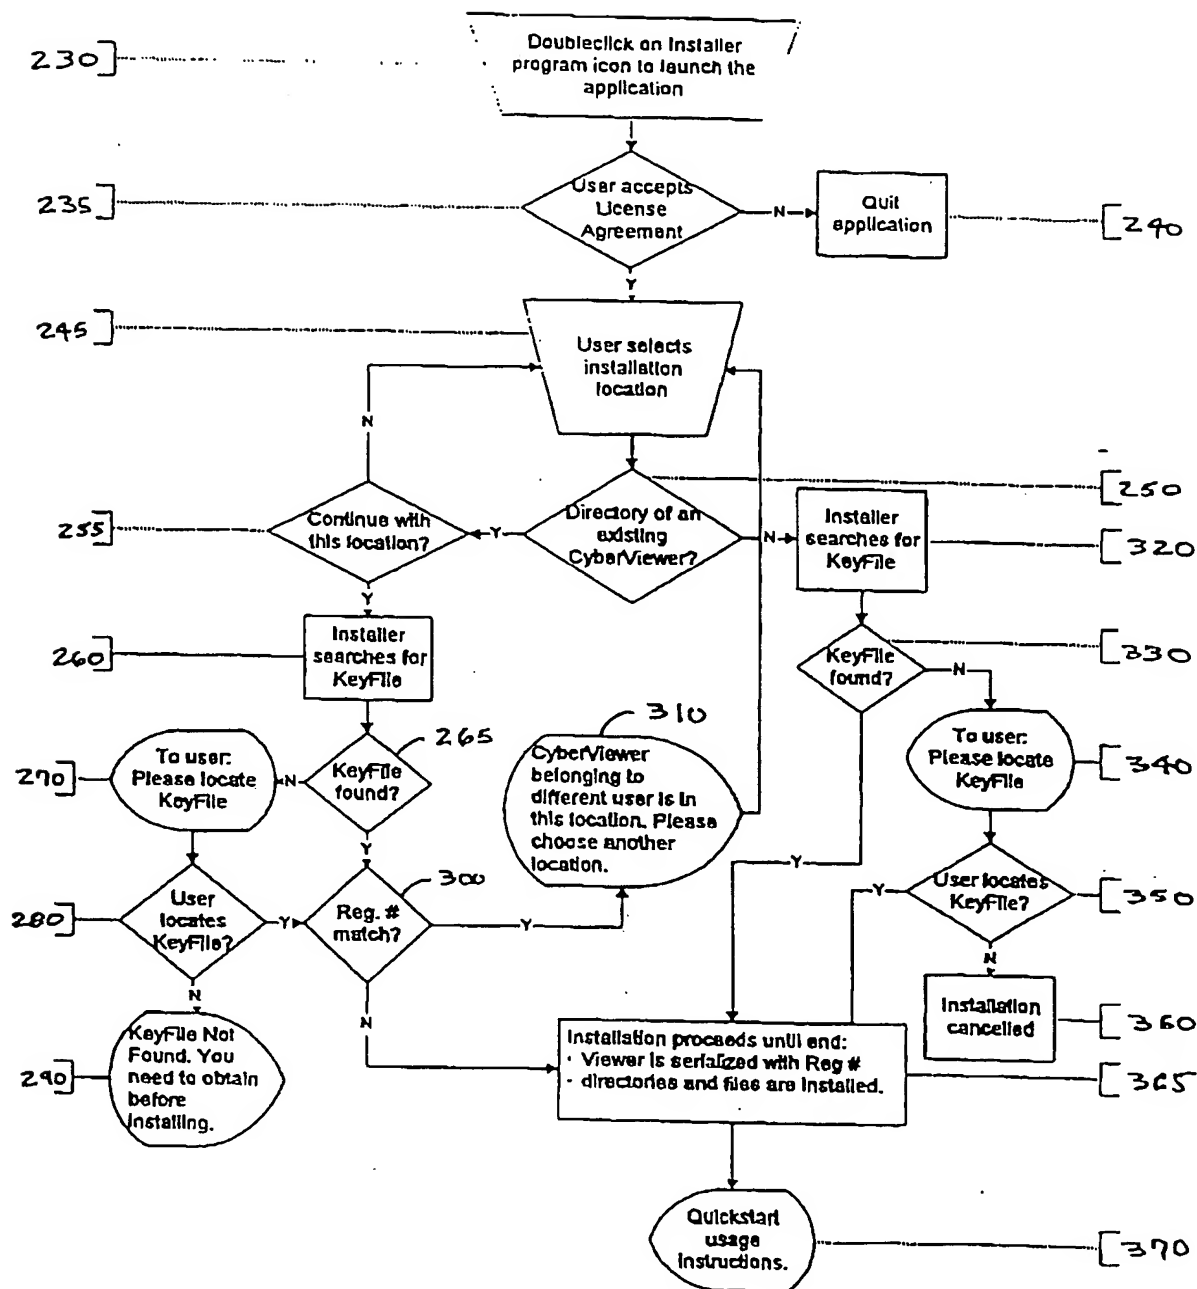 230
Doubleclick on Installer
program icon to launch the
application
Y
235
User accepts
License
Agreement
N
Quit
application
240
Y
245
User selects
installation
location
N
250
255
Continue with
this location?
Y
Directory of an
existing
CyberViewer?
N
Installer
searches for
KeyFile
320
Y
260
Installer
searches for
KeyFile
330
KeyFile
found?
N
310
265
270
To user:
Please locate
KeyFile
N
KeyFile
found?
CyberViewer
belonging to
different user is in
this location. Please
choose another
location.
To user:
Please locate
KeyFile
340
Y
Y
300
280
User
locates
KeyFile?
Y
Reg. #
match?
Y
Y
User locates
KeyFile?
350
N
N
N
290
KeyFile Not
Found. You
need to obtain
before
installing.
Installation proceeds until end:
· Viewer is serialized with Reg #
· directories and files are installed.
Installation
cancelled
360
365
Quickstart
usage
instructions.
370